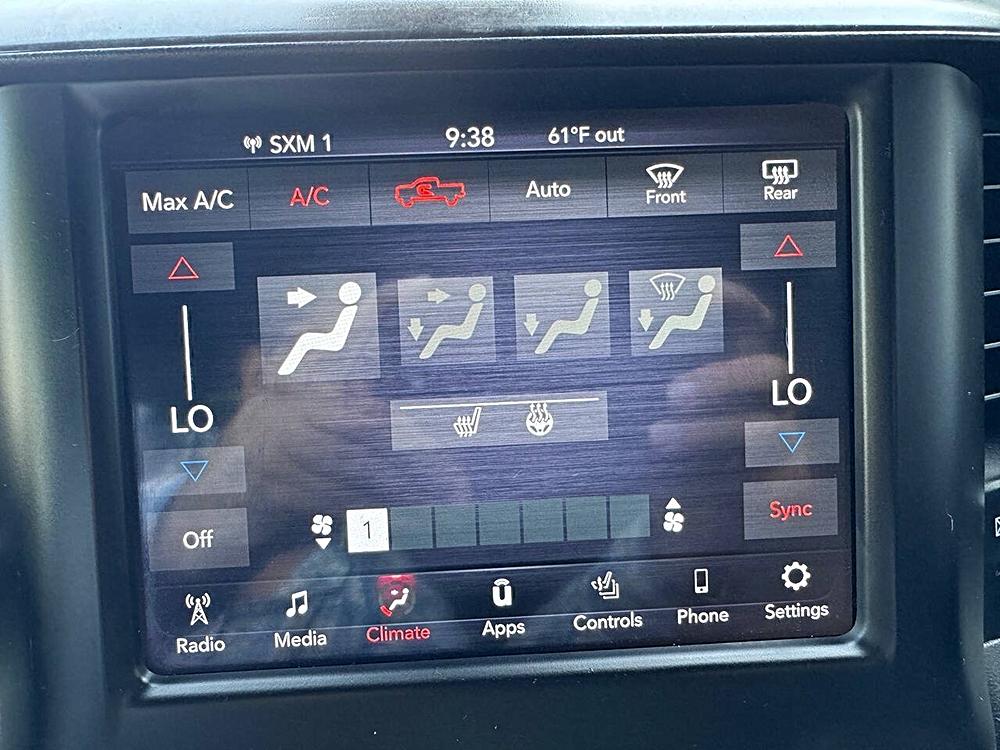 SXM 1 9:38 61°F out
Max A/C A/C Auto Front Rear
LO LO
1
Off Sync
Radio Media Climate Apps Controls Phone Settings